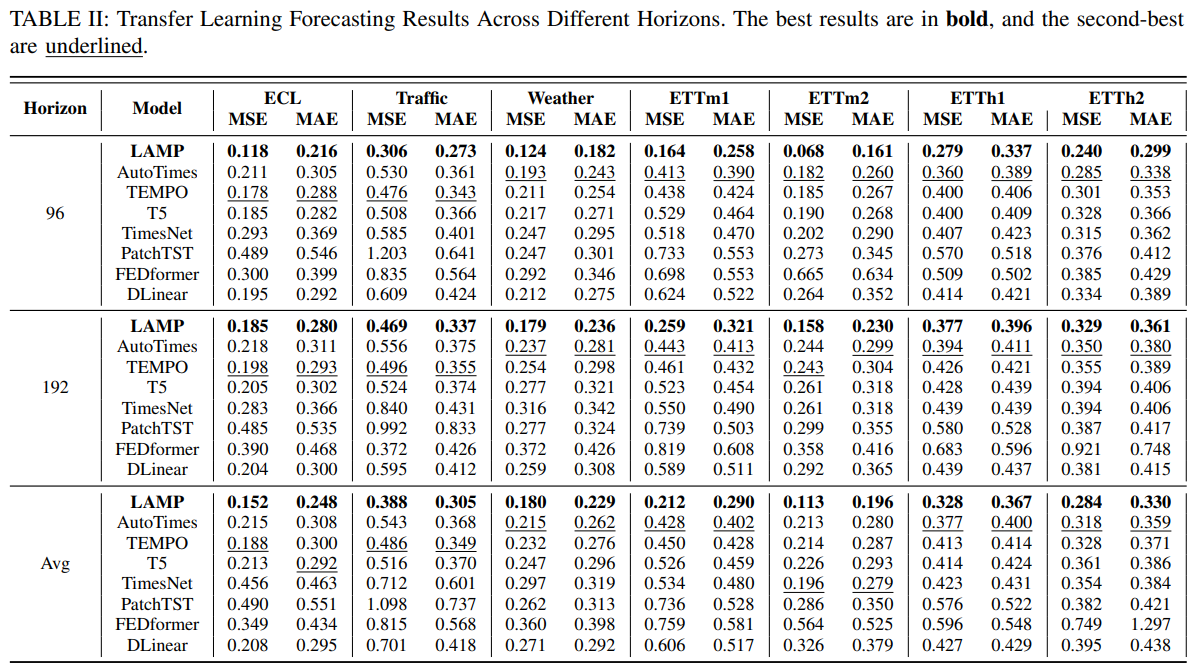 TABLE II: Transfer Learning Forecasting Results Across Different Horizons. The best results are in bold, and the second-best
are underlined.
Horizon Model ECL Traffic Weather ETTm1 ETTm2 ETTh1 ETTh2
MSE MAE MSE MAE MSE MAE MSE MAE MSE MAE MSE MAE MSE MAE
LAMP 0.118 0.216 0.306 0.273 0.124 0.182 0.164 0.258 0.068 0.161 0.279 0.337 0.240 0.299
AutoTimes 0.211 0.305 0.530 0.361 0.193 0.243 0.413 0.390 0.182 0.260 0.360 0.389 0.285 0.338
TEMPO 0.178 0.288 0.476 0.343 0.211 0.254 0.438 0.424 0.185 0.267 0.400 0.406 0.301 0.353
96 T5 0.185 0.282 0.508 0.366 0.217 0.271 0.529 0.464 0.190 0.268 0.400 0.409 0.328 0.366
TimesNet 0.293 0.369 0.585 0.401 0.247 0.295 0.518 0.470 0.202 0.290 0.407 0.423 0.315 0.362
PatchTST 0.489 0.546 1.203 0.641 0.247 0.301 0.733 0.553 0.273 0.345 0.570 0.518 0.376 0.412
FEDformer 0.300 0.399 0.835 0.564 0.292 0.346 0.698 0.553 0.665 0.634 0.509 0.502 0.385 0.429
DLinear 0.195 0.292 0.609 0.424 0.212 0.275 0.624 0.522 0.264 0.352 0.414 0.421 0.334 0.389
LAMP 0.185 0.280 0.469 0.337 0.179 0.236 0.259 0.321 0.158 0.230 0.377 0.396 0.329 0.361
AutoTimes 0.218 0.311 0.556 0.375 0.237 0.281 0.443 0.413 0.244 0.299 0.394 0.411 0.350 0.380
TEMPO 0.198 0.293 0.496 0.355 0.254 0.298 0.461 0.432 0.243 0.304 0.426 0.421 0.355 0.389
192 T5 0.205 0.302 0.524 0.374 0.277 0.321 0.523 0.454 0.261 0.318 0.428 0.439 0.394 0.406
TimesNet 0.283 0.366 0.840 0.431 0.316 0.342 0.550 0.490 0.261 0.318 0.439 0.439 0.394 0.406
PatchTST 0.485 0.535 0.992 0.833 0.277 0.324 0.739 0.503 0.299 0.355 0.580 0.528 0.387 0.417
FEDformer 0.390 0.468 0.372 0.426 0.372 0.426 0.819 0.608 0.358 0.416 0.683 0.596 0.921 0.748
DLinear 0.204 0.300 0.595 0.412 0.259 0.308 0.589 0.511 0.292 0.365 0.439 0.437 0.381 0.415
LAMP 0.152 0.248 0.388 0.305 0.180 0.229 0.212 0.290 0.113 0.196 0.328 0.367 0.284 0.330
AutoTimes 0.215 0.308 0.543 0.368 0.215 0.262 0.428 0.402 0.213 0.280 0.377 0.400 0.318 0.359
TEMPO 0.188 0.300 0.486 0.349 0.232 0.276 0.450 0.428 0.214 0.287 0.413 0.414 0.328 0.371
Avg T5 0.213 0.292 0.516 0.370 0.247 0.296 0.526 0.459 0.226 0.293 0.414 0.424 0.361 0.386
TimesNet 0.456 0.463 0.712 0.601 0.297 0.319 0.534 0.480 0.196 0.279 0.423 0.431 0.354 0.384
PatchTST 0.490 0.551 1.098 0.737 0.262 0.313 0.736 0.528 0.286 0.350 0.576 0.522 0.382 0.421
FEDformer 0.349 0.434 0.815 0.568 0.360 0.398 0.759 0.581 0.564 0.525 0.596 0.548 0.749 1.297
DLinear 0.208 0.295 0.701 0.418 0.271 0.292 0.606 0.517 0.326 0.379 0.427 0.429 0.395 0.438